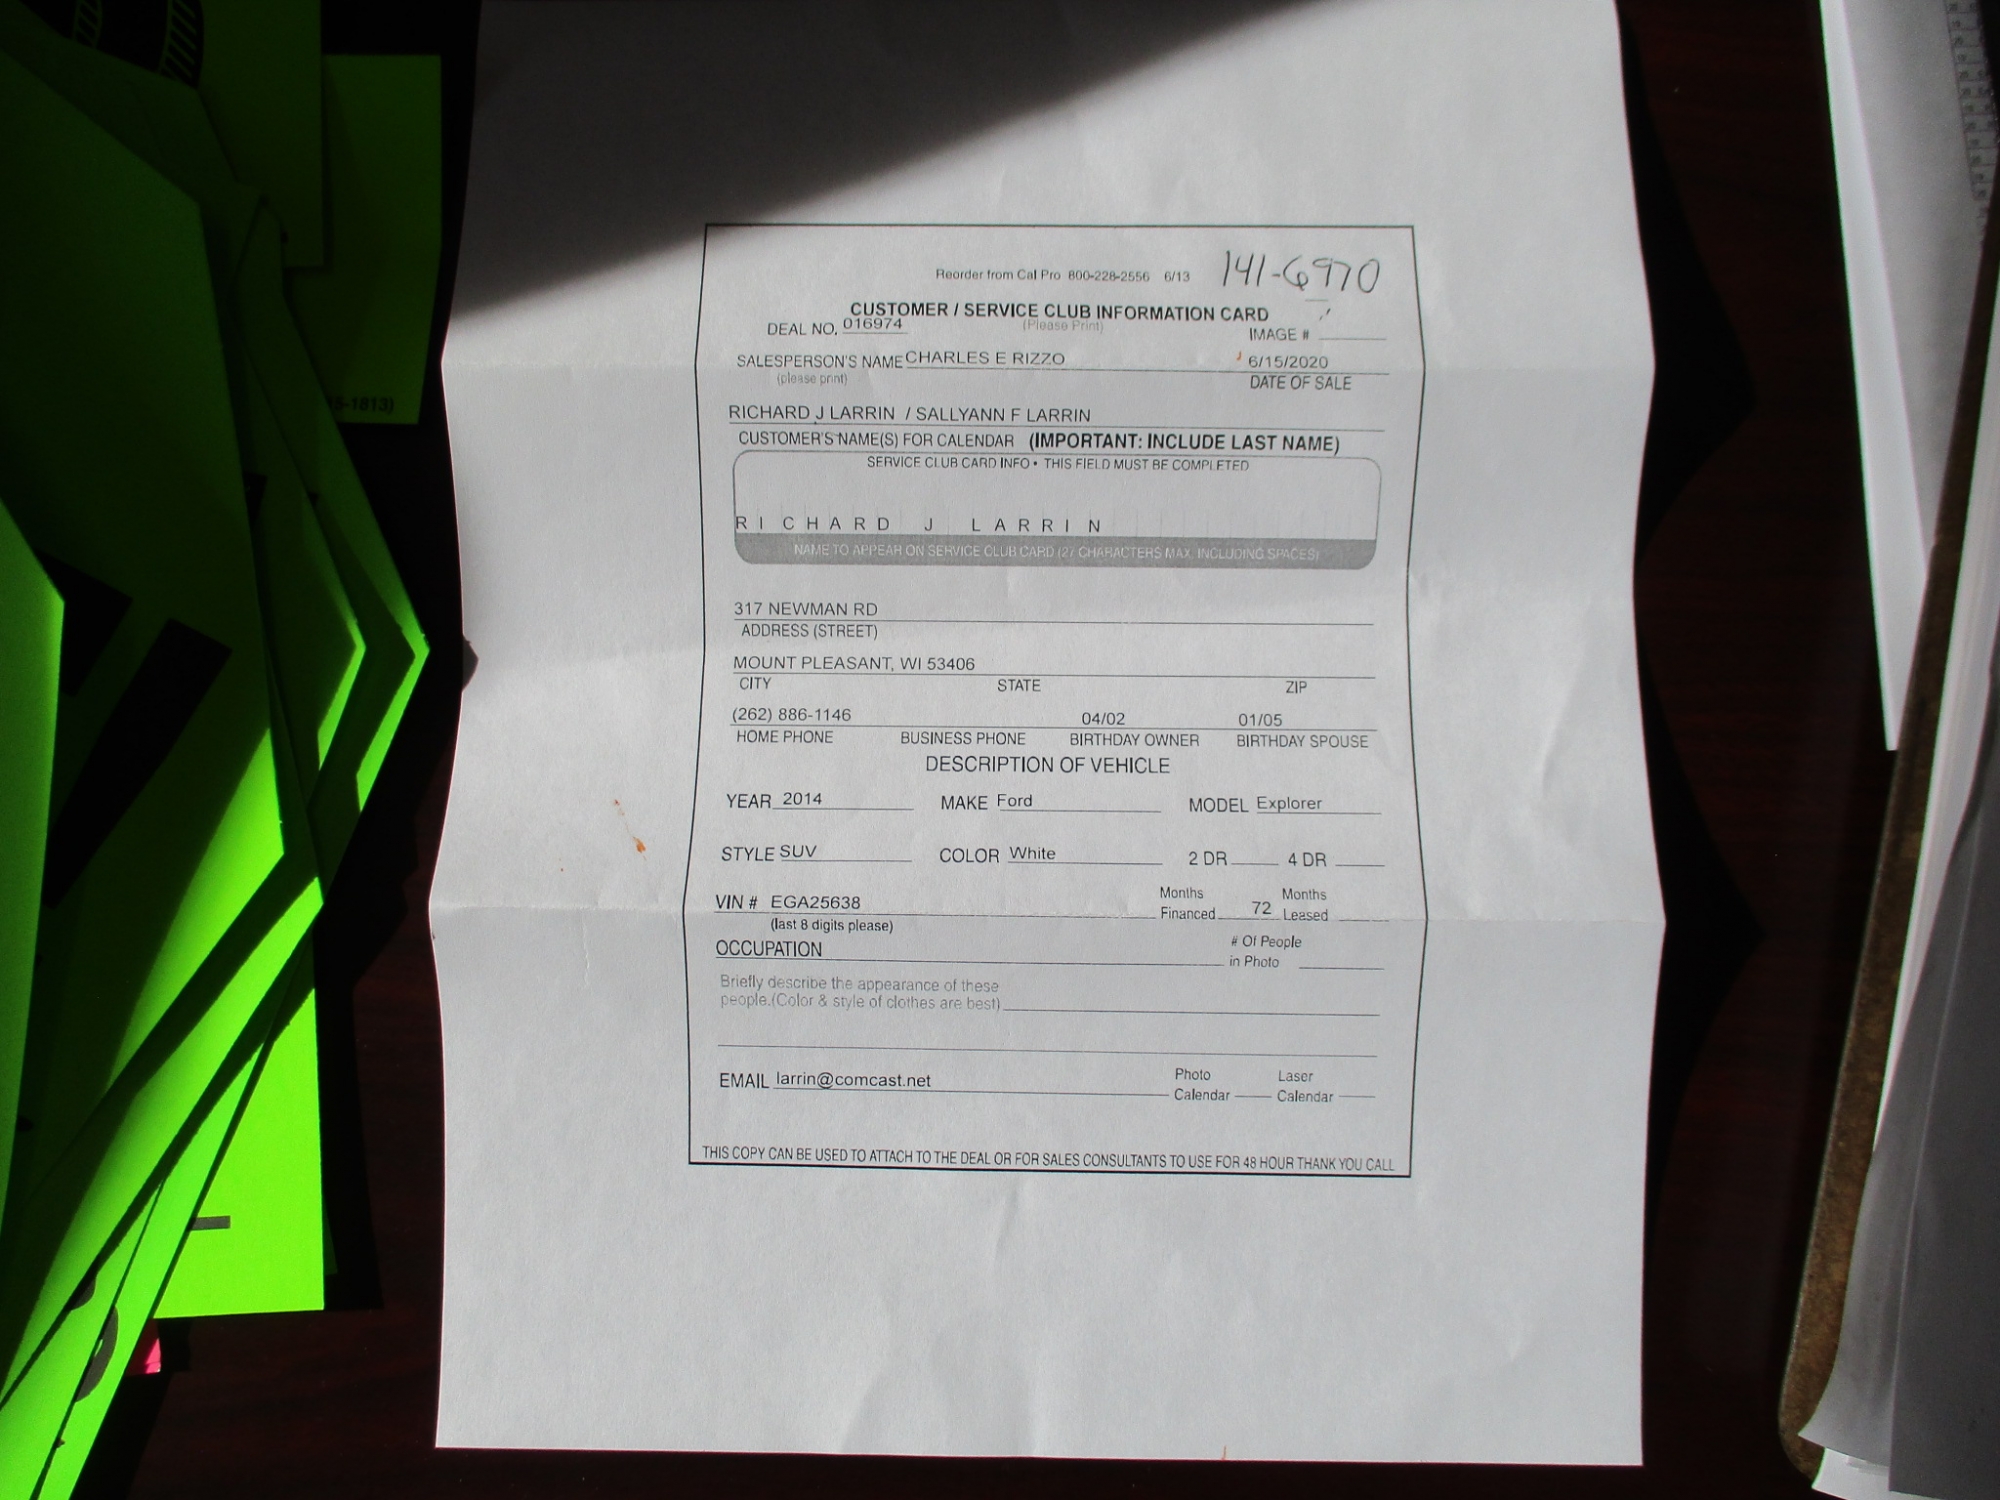 Reorder from Cal Pro 800-228-2556 6/13 141-6970
CUSTOMER / SERVICE CLUB INFORMATION CARD
DEAL NO. 016974 (Please Print) IMAGE #
SALESPERSON'S NAME CHARLES E RIZZO 6/15/2020
(please print) DATE OF SALE
RICHARD J LARRIN / SALLYANN F LARRIN
CUSTOMER'S NAME(S) FOR CALENDAR (IMPORTANT: INCLUDE LAST NAME)
SERVICE CLUB CARD INFO • THIS FIELD MUST BE COMPLETED
RICHARD J LARRIN
NAME TO APPEAR ON SERVICE CLUB CARD (27 CHARACTERS MAX. INCLUDING SPACES)
317 NEWMAN RD
ADDRESS (STREET)
MOUNT PLEASANT, WI 53406
CITY STATE ZIP
(262) 886-1146 04/02 01/05
HOME PHONE BUSINESS PHONE BIRTHDAY OWNER BIRTHDAY SPOUSE
DESCRIPTION OF VEHICLE
YEAR 2014 MAKE Ford MODEL Explorer
STYLE SUV COLOR White 2 DR 4 DR
VIN # EGA25638 Months Financed 72 Months Leased
(last 8 digits please)
OCCUPATION # Of People in Photo
Briefly describe the appearance of these
people.(Color & style of clothes are best)
EMAIL larrin@comcast.net Photo Calendar Laser Calendar
THIS COPY CAN BE USED TO ATTACH TO THE DEAL OR FOR SALES CONSULTANTS TO USE FOR 48 HOUR THANK YOU CALL
5-1813)